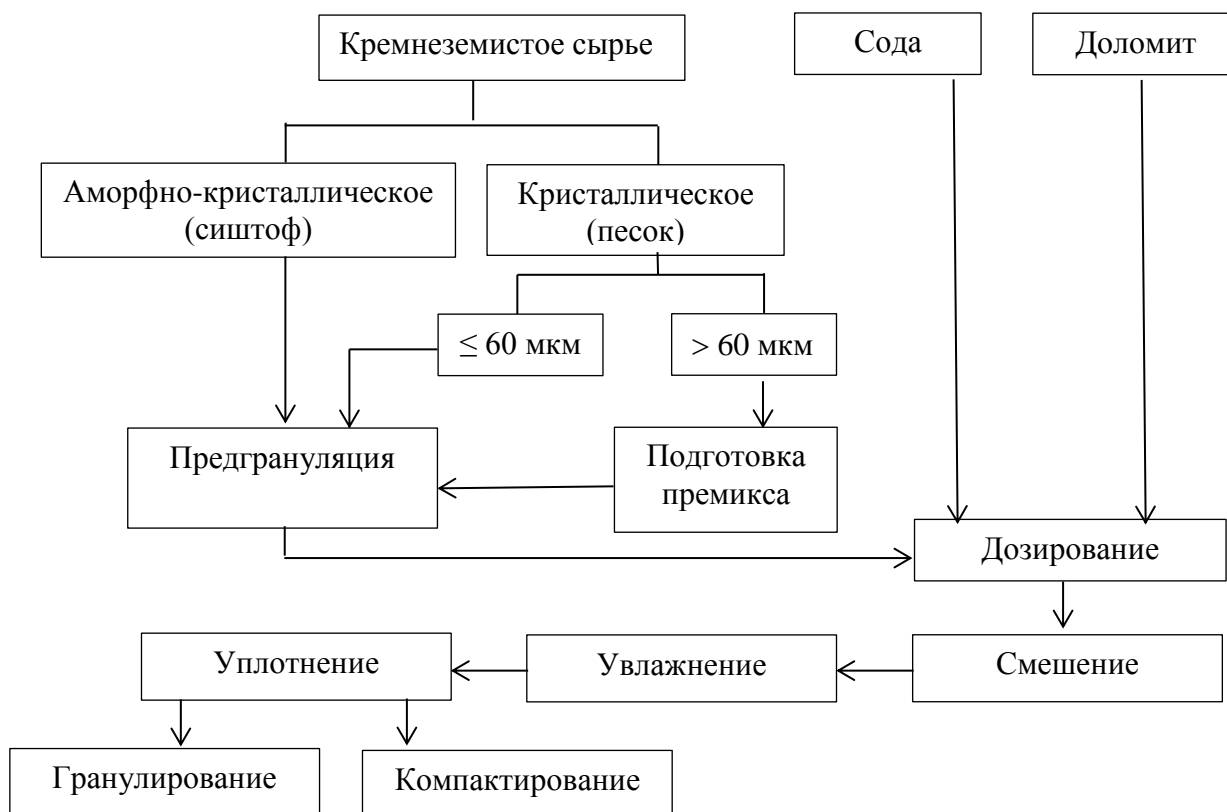 Кремнеземистое сырье
Сода
Доломит
Аморфно-кристаллическое
(сиштоф)
Кристаллическое
(песок)
≤ 60 мкм
> 60 мкм
Предгрануляция
Подготовка
премикса
Дозирование
Уплотнение
Увлажнение
Смешение
Гранулирование
Компактирование